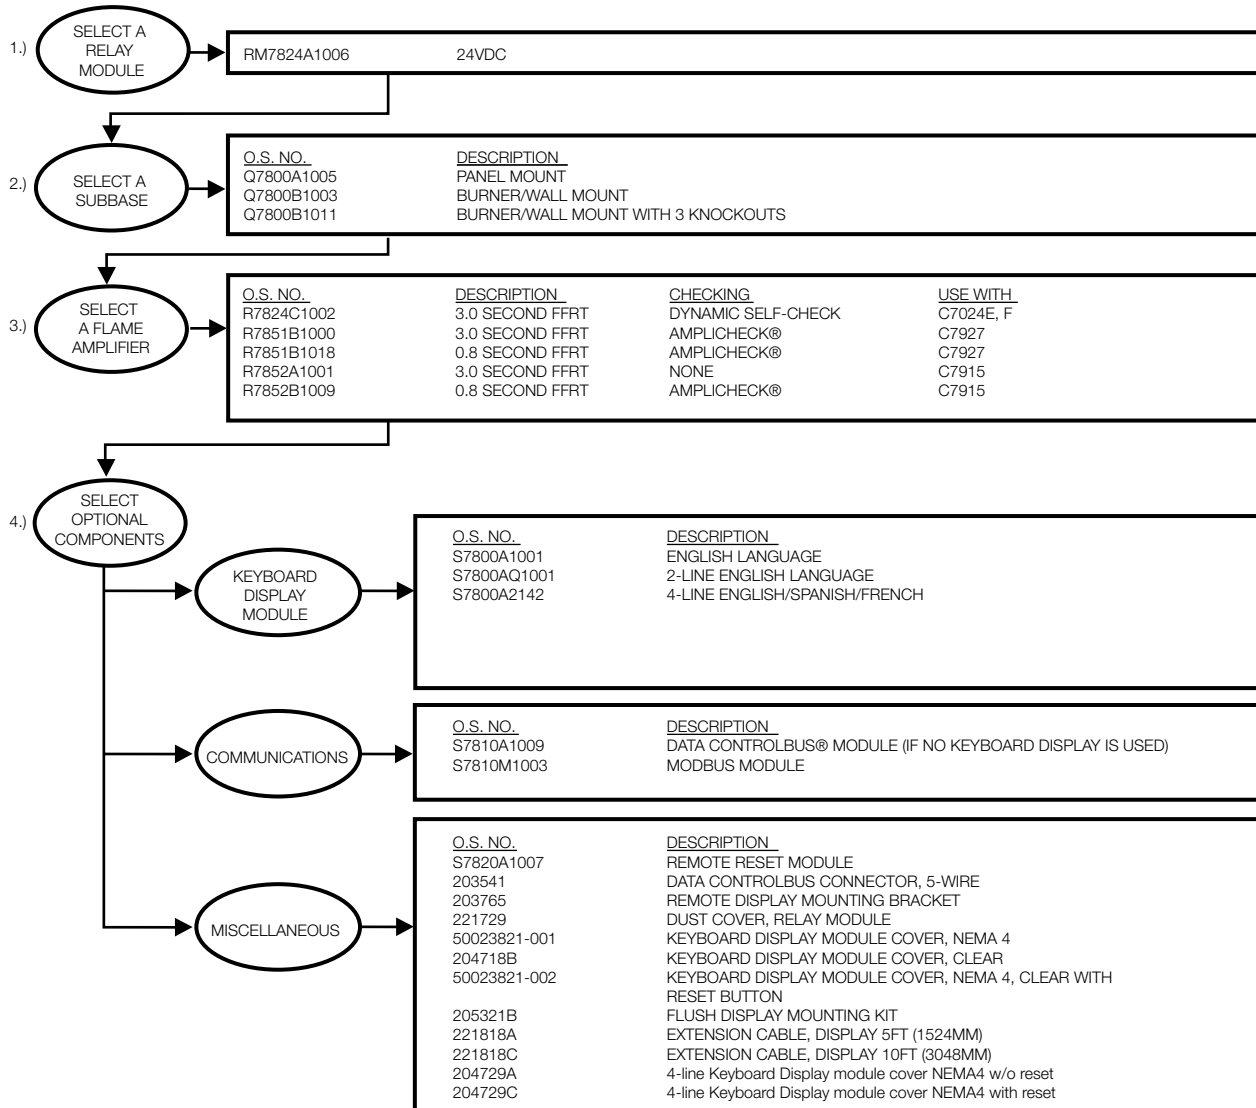 1.)
SELECT A
RELAY
MODULE
RM7824A1006 24VDC
2.)
SELECT A
SUBBASE
O.S. NO. DESCRIPTION
Q7800A1005 PANEL MOUNT
Q7800B1003 BURNER/WALL MOUNT
Q7800B1011 BURNER/WALL MOUNT WITH 3 KNOCKOUTS
3.)
SELECT
A FLAME
AMPLIFIER
O.S. NO. DESCRIPTION CHECKING USE WITH
R7824C1002 3.0 SECOND FFRT DYNAMIC SELF-CHECK C7024E, F
R7851B1000 3.0 SECOND FFRT AMPLICHECK® C7927
R7851B1018 0.8 SECOND FFRT AMPLICHECK® C7927
R7852A1001 3.0 SECOND FFRT NONE C7915
R7852B1009 0.8 SECOND FFRT AMPLICHECK® C7915
4.)
SELECT
OPTIONAL
COMPONENTS
KEYBOARD
DISPLAY
MODULE
O.S. NO. DESCRIPTION
S7800A1001 ENGLISH LANGUAGE
S7800AQ1001 2-LINE ENGLISH LANGUAGE
S7800A2142 4-LINE ENGLISH/SPANISH/FRENCH
COMMUNICATIONS
O.S. NO. DESCRIPTION
S7810A1009 DATA CONTROLBUS® MODULE (IF NO KEYBOARD DISPLAY IS USED)
S7810M1003 MODBUS MODULE
MISCELLANEOUS
O.S. NO. DESCRIPTION
S7820A1007 REMOTE RESET MODULE
203541 DATA CONTROLBUS CONNECTOR, 5-WIRE
203765 REMOTE DISPLAY MOUNTING BRACKET
221729 DUST COVER, RELAY MODULE
50023821-001 KEYBOARD DISPLAY MODULE COVER, NEMA 4
204718B KEYBOARD DISPLAY MODULE COVER, CLEAR
50023821-002 KEYBOARD DISPLAY MODULE COVER, NEMA 4, CLEAR WITH
RESET BUTTON
205321B FLUSH DISPLAY MOUNTING KIT
221818A EXTENSION CABLE, DISPLAY 5FT (1524MM)
221818C EXTENSION CABLE, DISPLAY 10FT (3048MM)
204729A 4-line Keyboard Display module cover NEMA4 w/o reset
204729C 4-line Keyboard Display module cover NEMA4 with reset